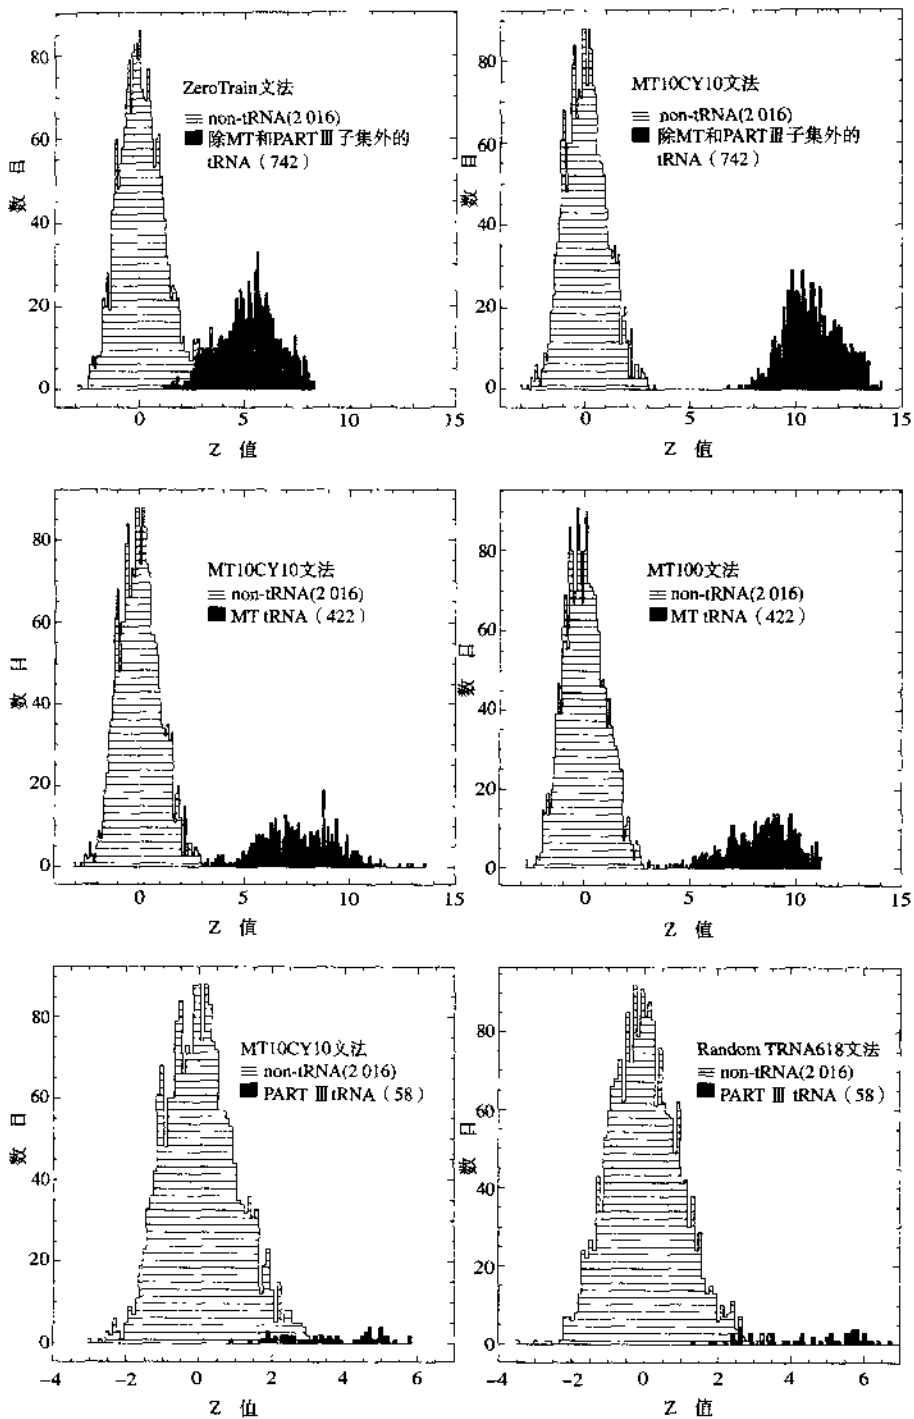 80
60
40
20
0
数 目
ZeroTrain文法
non-tRNA(2 016)
除MT和PARTⅢ子集外的
tRNA（742）
0 5 10 15
Z 值
80
60
40
20
0
数 目
MT10CY10文法
non-tRNA(2 016)
除MT和PARTⅢ子集外的
tRNA（742）
0 5 10 15
Z 值
80
60
40
20
0
数 目
MT10CY10文法
non-tRNA(2 016)
MT tRNA（422）
0 5 10 15
Z 值
80
60
40
20
0
数 目
MT100文法
non-tRNA(2 016)
MT tRNA（422）
0 5 10 15
Z 值
80
60
40
20
0
数 目
MT10CY10文法
non-tRNA(2 016)
PART Ⅲ tRNA（58）
−4 −2 0 2 4 6
Z 值
80
60
40
20
0
数 目
Random TRNA618文法
non-tRNA(2 016)
PART Ⅲ tRNA（58）
−4 −2 0 2 4 6
Z 值